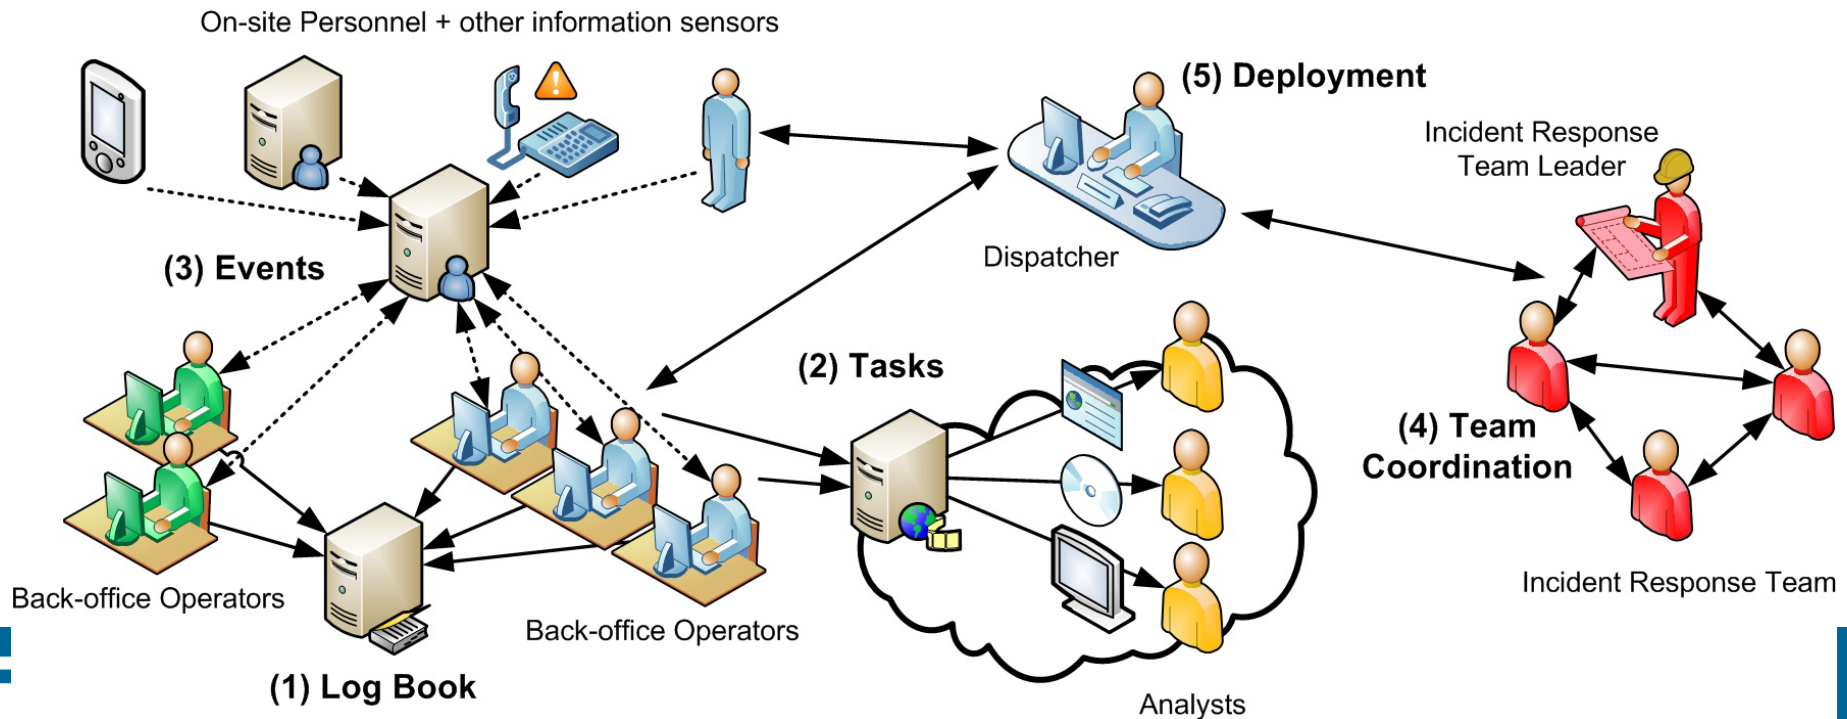 On-site Personnel + other information sensors
(5) Deployment
Incident Response
Team Leader
Dispatcher
(3) Events
(2) Tasks
(4) Team
Coordination
Incident Response Team
Back-office Operators
Back-office Operators
(1) Log Book
Analysts